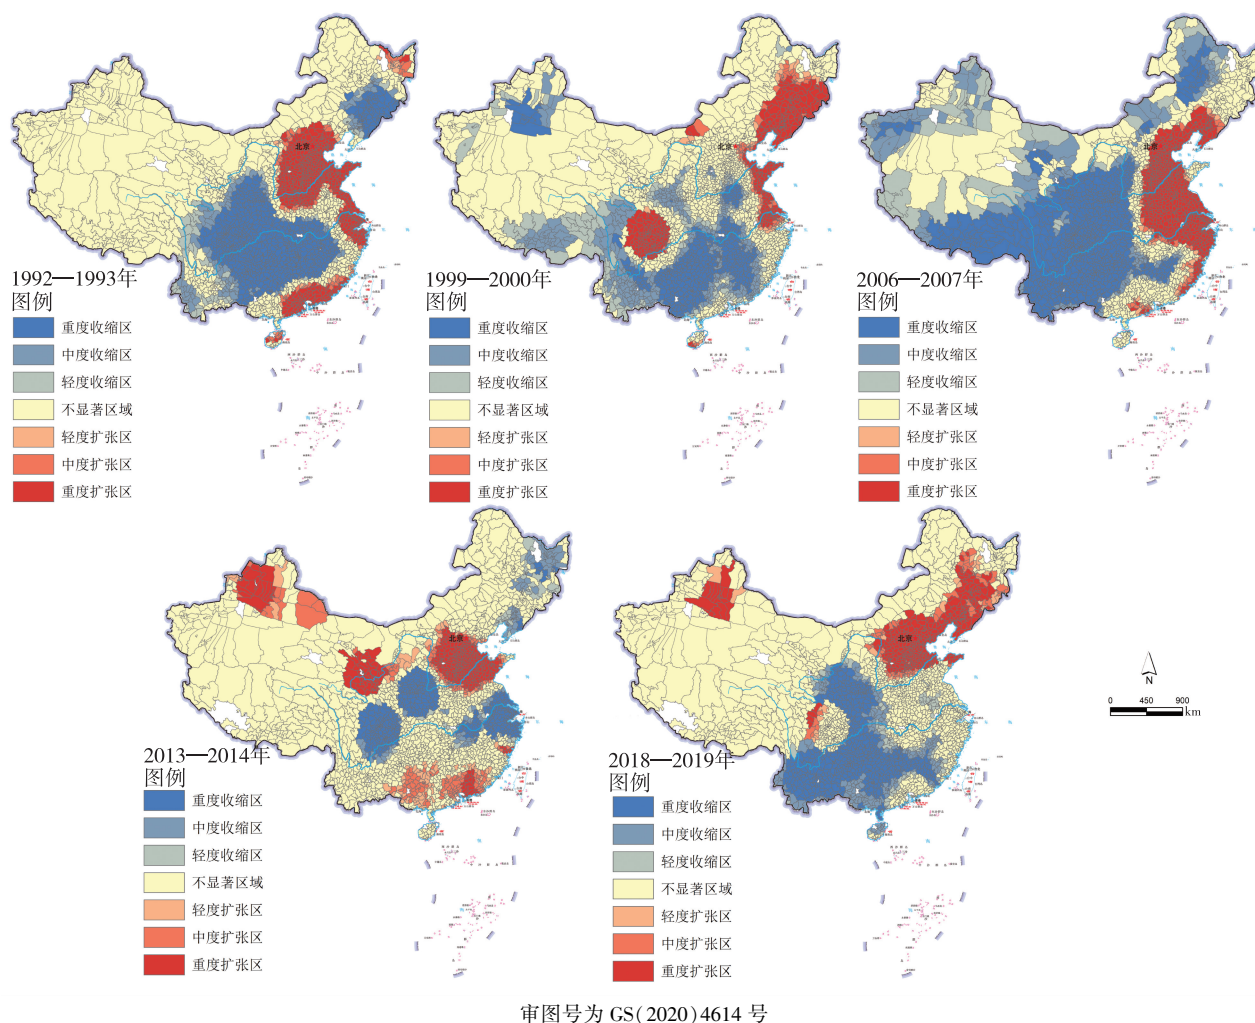 北京
1992—1993年
图例
重度收缩区
中度收缩区
轻度收缩区
不显著区域
轻度扩张区
中度扩张区
重度扩张区
北京
1999—2000年
图例
重度收缩区
中度收缩区
轻度收缩区
不显著区域
轻度扩张区
中度扩张区
重度扩张区
北京
2006—2007年
图例
重度收缩区
中度收缩区
轻度收缩区
不显著区域
轻度扩张区
中度扩张区
重度扩张区
北京
2013—2014年
图例
重度收缩区
中度收缩区
轻度收缩区
不显著区域
轻度扩张区
中度扩张区
重度扩张区
北京
2018—2019年
图例
重度收缩区
中度收缩区
轻度收缩区
不显著区域
轻度扩张区
中度扩张区
重度扩张区
N
0 450 900
km
审图号为 GS(2020)4614 号